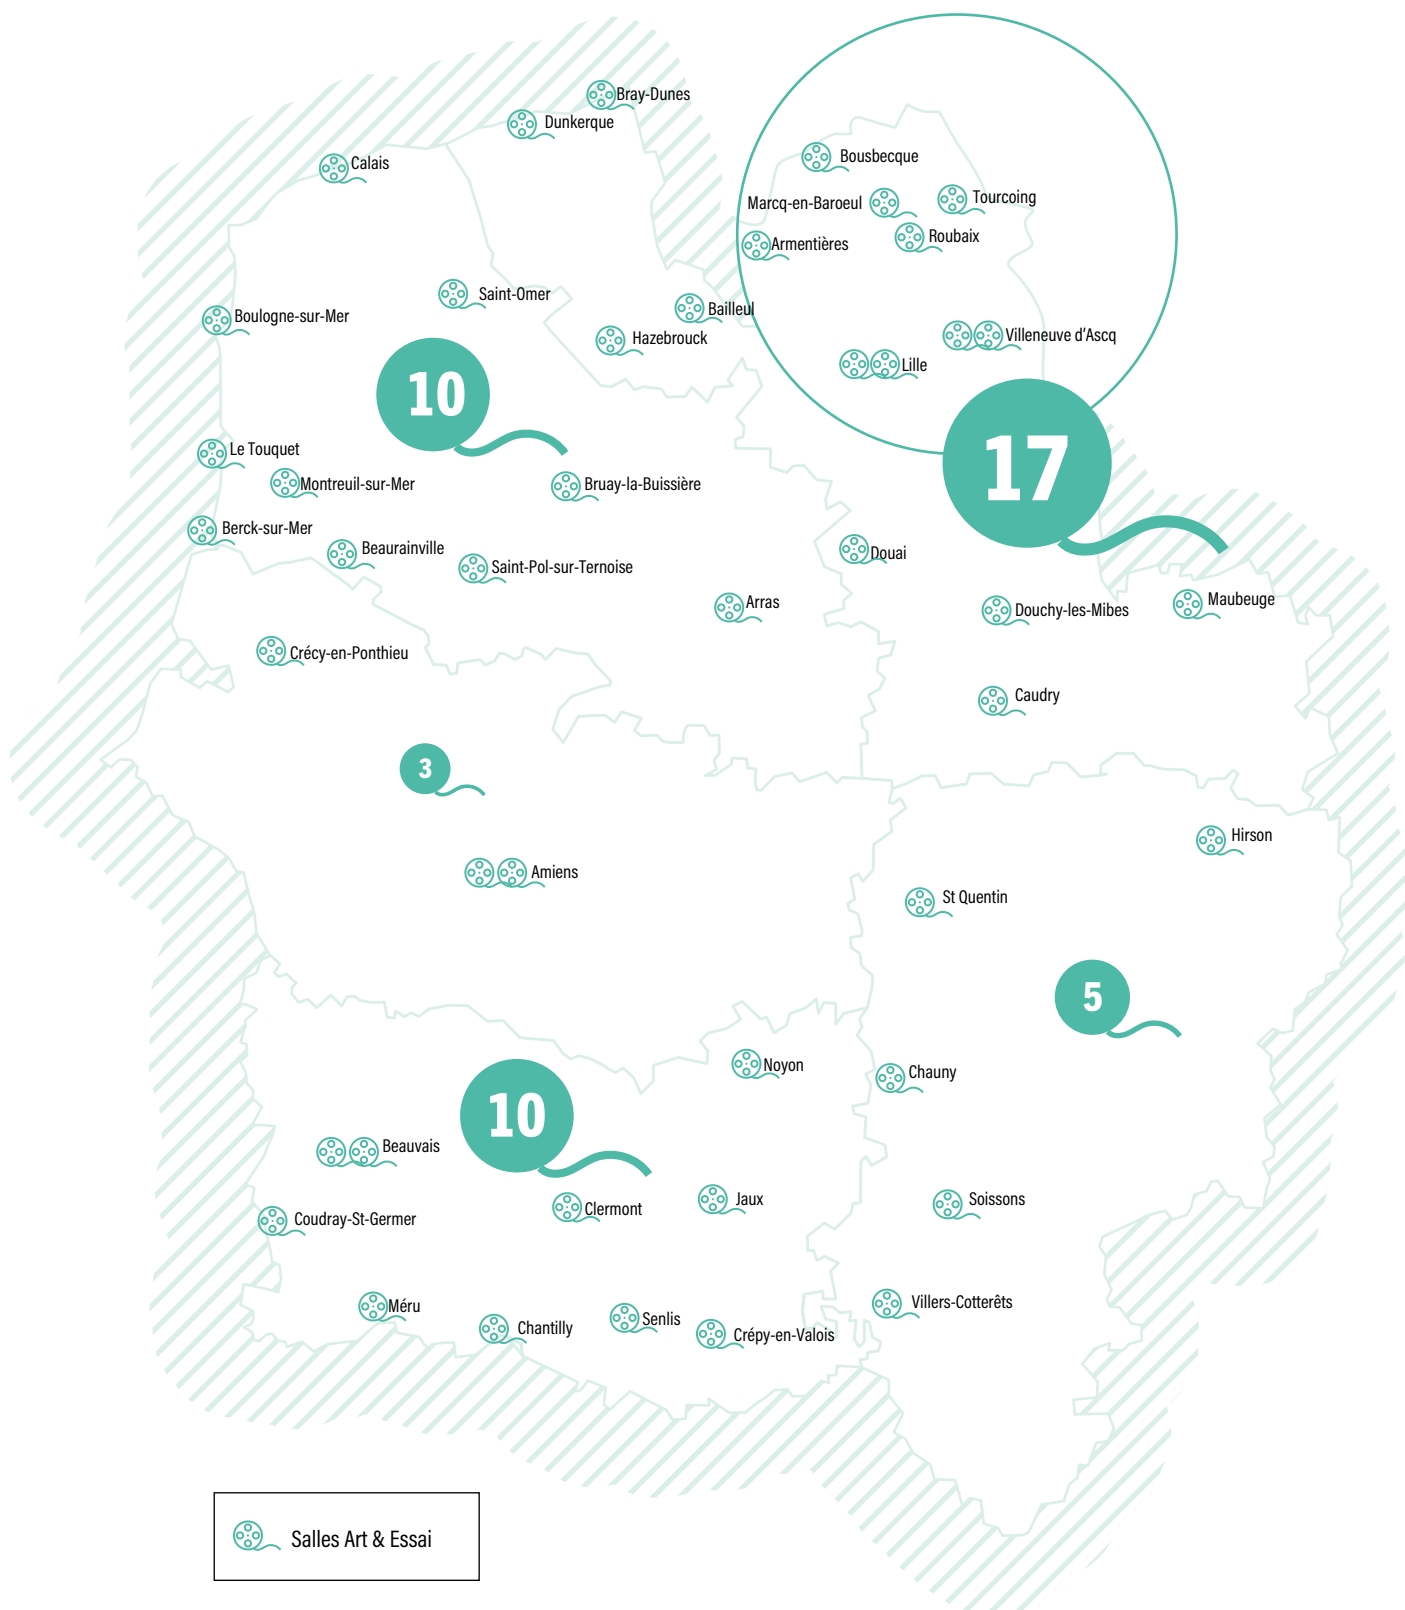 Bray-Dunes
Dunkerque
Calais
Bousbecque
Marcq-en-Baroeul
Tourcoing
Roubaix
Armentières
Saint-Omer
Bailleul
Boulogne-sur-Mer
Hazebrouck
Villeneuve d'Ascq
Lille
10
17
Le Touquet
Montreuil-sur-Mer
Bruay-la-Buissière
Berck-sur-Mer
Beaurainville
Saint-Pol-sur-Ternoise
Douai
Arras
Douchy-les-Mibes
Maubeuge
Crécy-en-Ponthieu
Caudry
3
Hirson
Amiens
St Quentin
5
Noyon
Chauny
10
Beauvais
Clermont
Jaux
Soissons
Coudray-St-Germer
Méru
Chantilly
Senlis
Crépy-en-Valois
Villers-Cotterêts
Salles Art & Essai